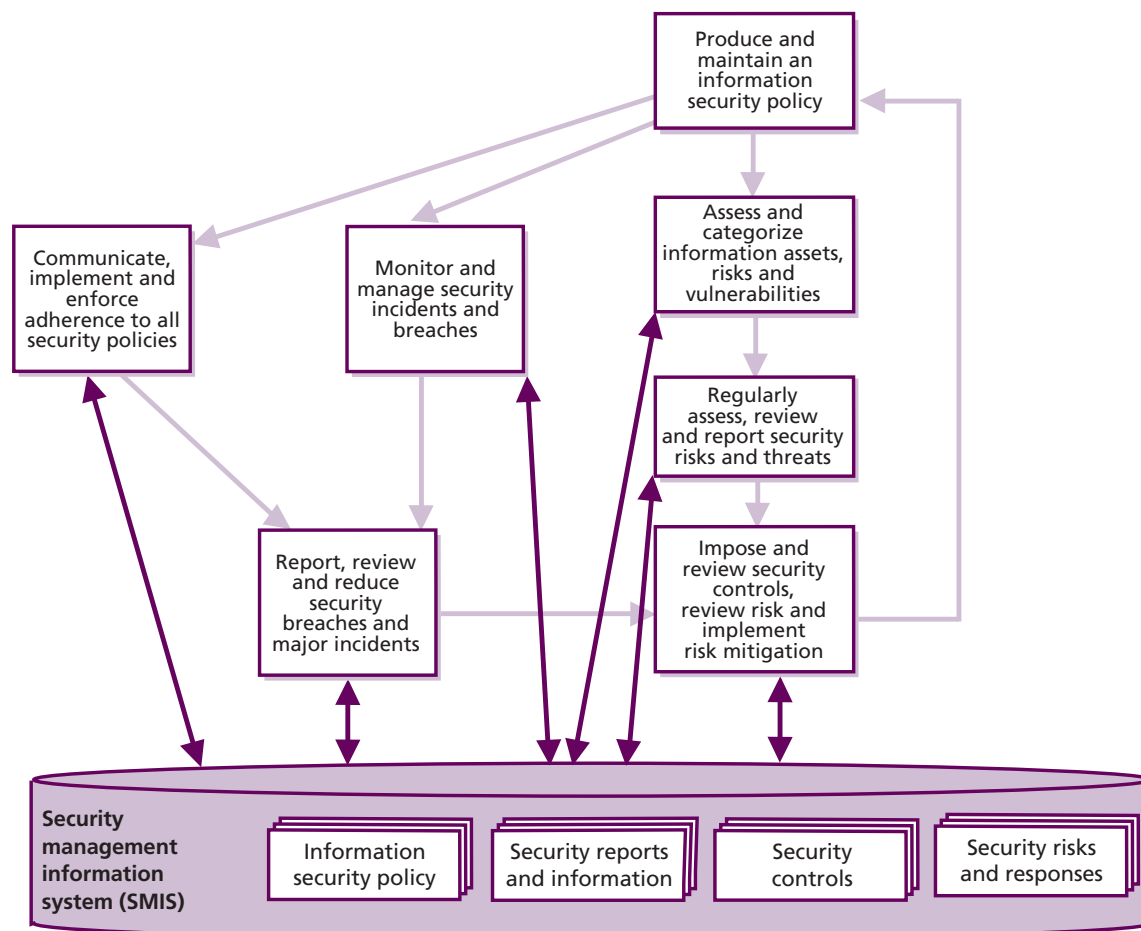 Produce and
maintain an
information
security policy
Communicate,
implement and
enforce
adherence to all
security policies
Monitor and
manage security
incidents and
breaches
Assess and
categorize
information assets,
risks and
vulnerabilities
Regularly
assess, review
and report security
risks and threats
Report, review
and reduce
security
breaches and
major incidents
Impose and
review security
controls,
review risk and
implement
risk mitigation
Security
management
information
system (SMIS)
Information
security policy
Security reports
and information
Security
controls
Security risks
and responses